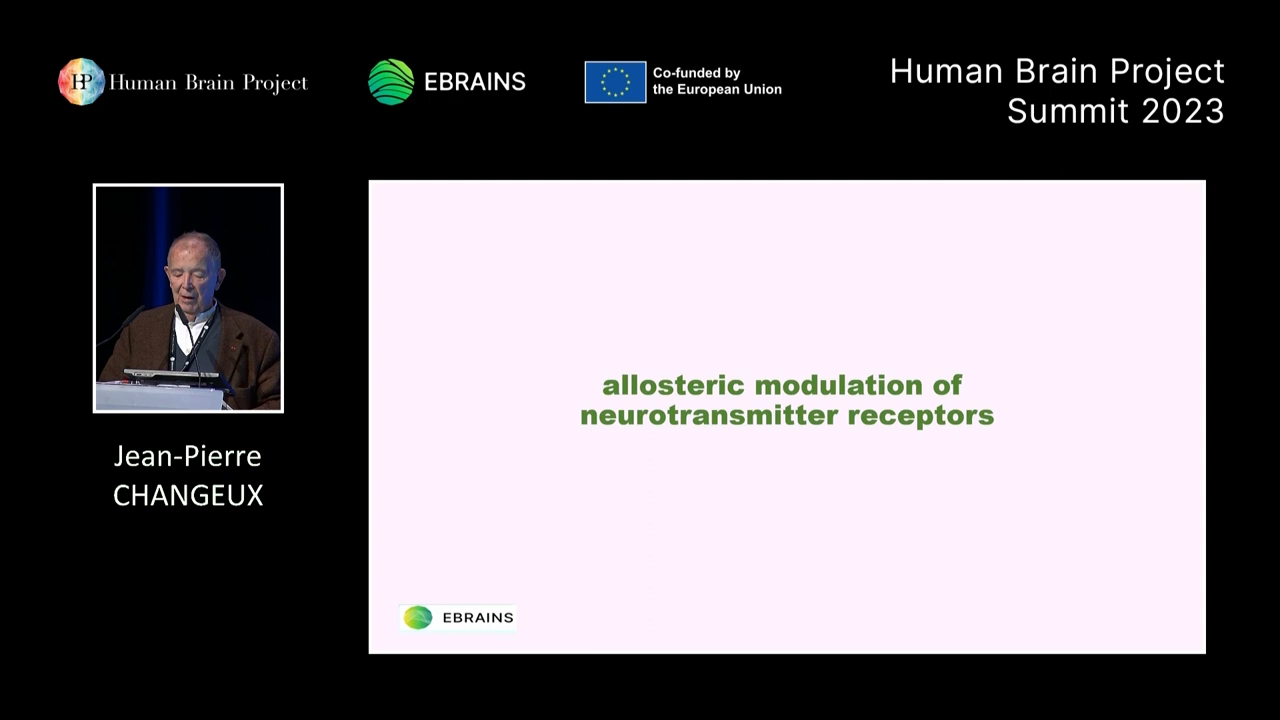 HP Human Brain Project
EBRAINS
Co-funded by
the European Union
Human Brain Project
Summit 2023
allosteric modulation of
neurotransmitter receptors
Jean-Pierre
CHANGEUX
EBRAINS